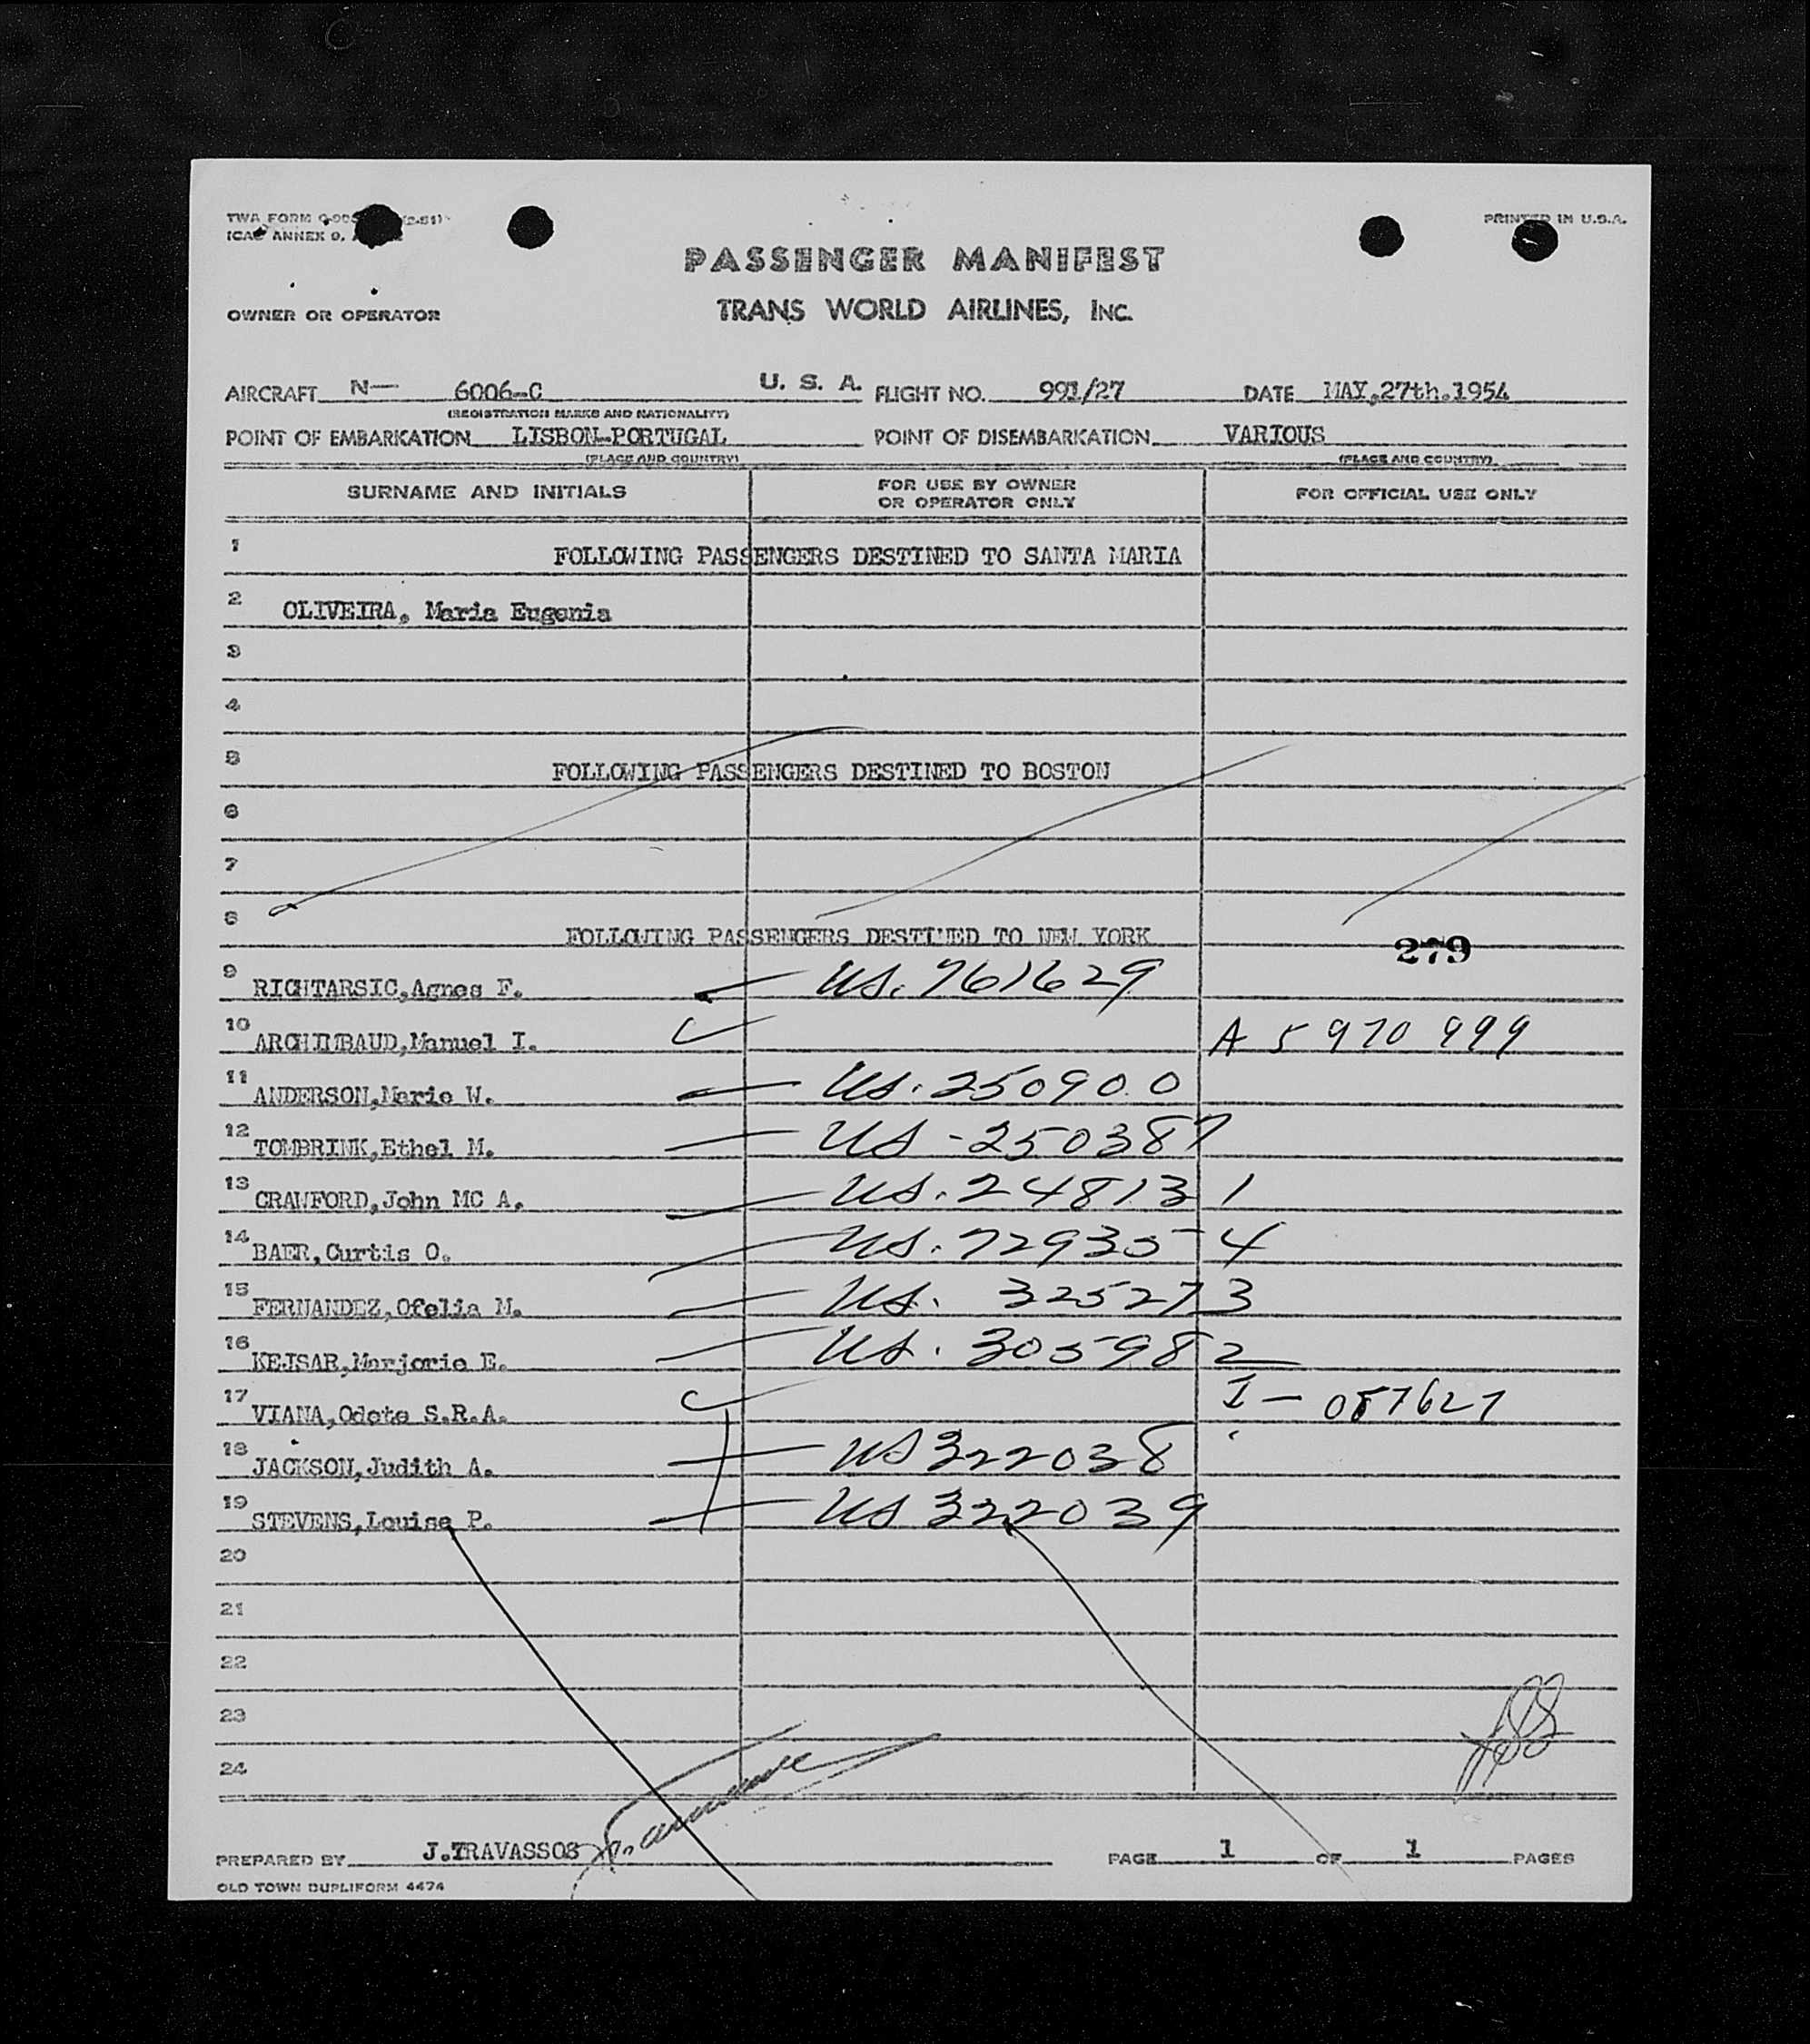 TWA FORM (2-51)
ICAO ANNEX 9,
PRINTED IN U.S.A.
PASSENGER MANIFEST
OWNER OR OPERATOR
TRANS WORLD AIRLINES, INC.
AIRCRAFT N— 6006-C U. S. A. FLIGHT NO. 991/27 DATE MAY,27th.1954
(REGISTRATION MARKS AND NATIONALITY)
POINT OF EMBARKATION LISBON-PORTUGAL POINT OF DISEMBARKATION VARIOUS
(PLACE AND COUNTRY) (PLACE AND COUNTRY)
SURNAME AND INITIALS FOR USE BY OWNER OR OPERATOR ONLY FOR OFFICIAL USE ONLY
1 FOLLOWING PASSENGERS DESTINED TO SANTA MARIA
2 OLIVEIRA, Maria Eugenia
3
4
5 FOLLOWING PASSENGERS DESTINED TO BOSTON
6
7
8 FOLLOWING PASSENGERS DESTINED TO NEW YORK 279
9 RICHTARSIC,Agnes F. US. 761629
10 ARCHIMBAUD,Manuel I. A 5970 999
11 ANDERSON,Marie W. US. 250900
12 TOMBRINK,Ethel M. US - 250387
13 CRAWFORD,John MC A. US. 248131
14 BAER,Curtis O. US. 729354
15 FERNANDEZ,Ofelia M. US. 325273
16 KEJSAR,Marjorie E. US. 305982
17 VIANA,Odete S.R.A. I - 087627
18 JACKSON,Judith A. US 322038
19 STEVENS,Louise P. US 322039
20
21
22
23
24
PREPARED BY J.TRAVASSOS PAGE 1 OF 1 PAGES
OLD TOWN DUPLIFORM 4474